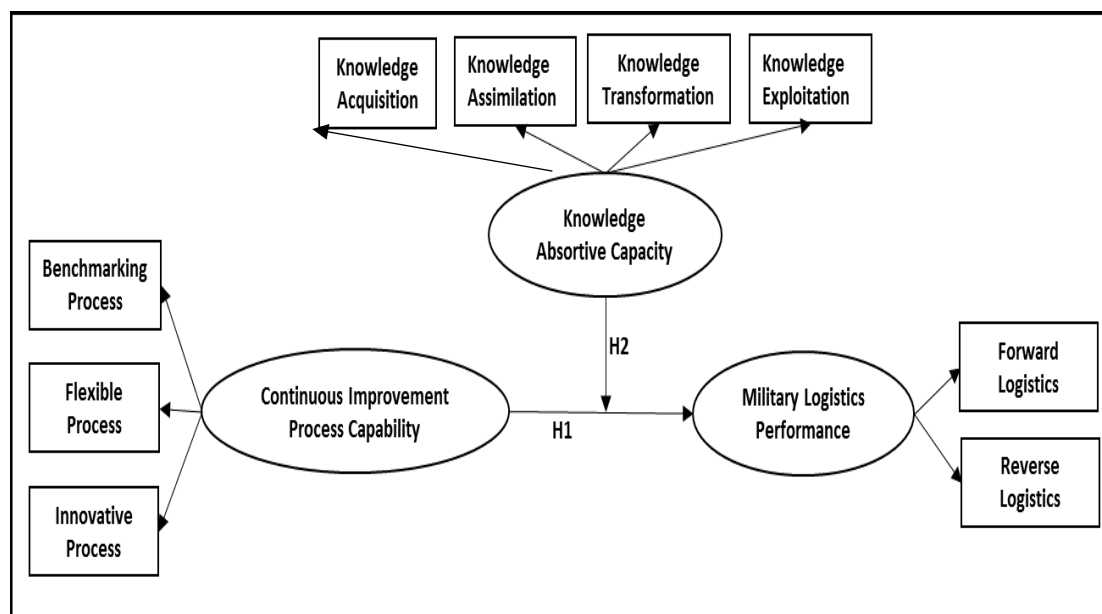 Knowledge
Acquisition
Knowledge
Assimilation
Knowledge
Transformation
Knowledge
Exploitation
Knowledge
Absortive Capacity
Benchmarking
Process
Flexible
Process
Innovative
Process
Continuous Improvement
Process Capability
H2
H1
Military Logistics
Performance
Forward
Logistics
Reverse
Logistics